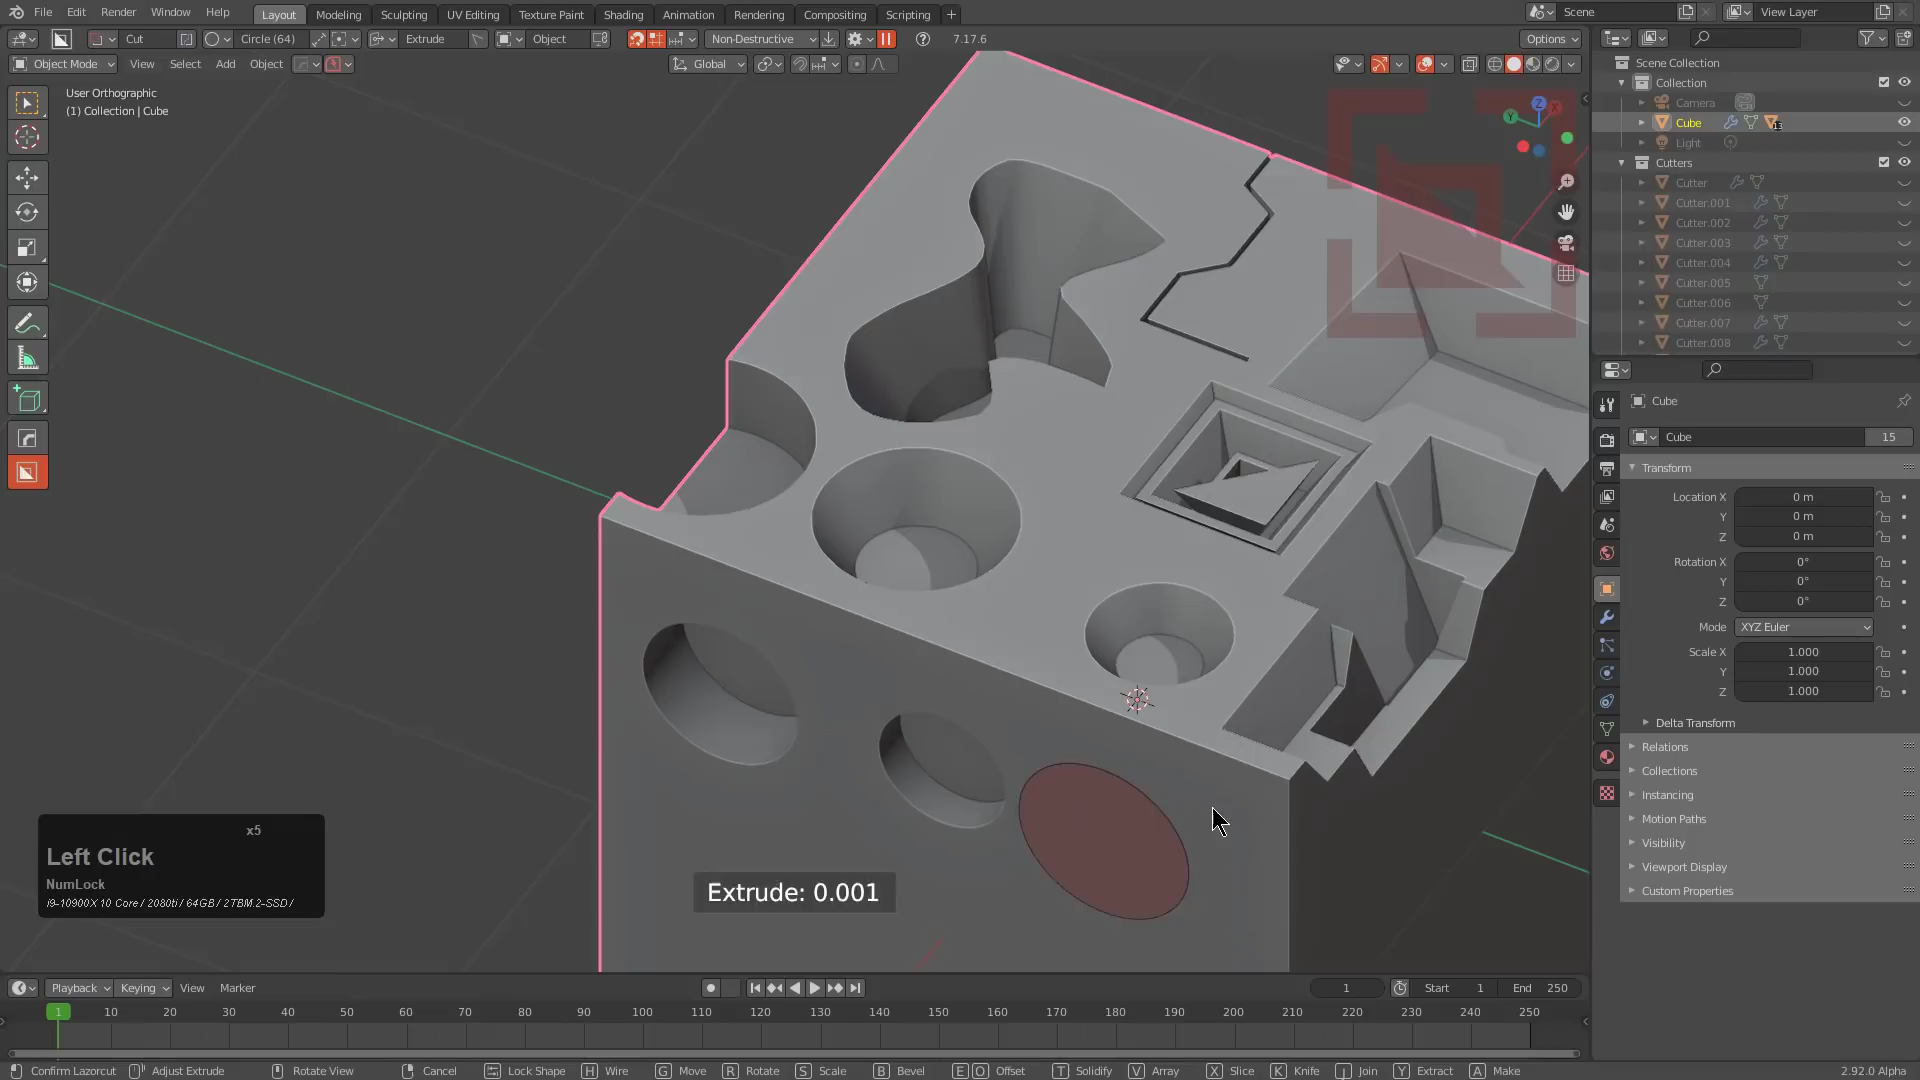 File Edit Render Window Help Layout Modeling Sculpting UV Editing Texture Paint Shading Animation Rendering Compositing Scripting + Scene View Layer
Cut Circle (64) Extrude Object Non-Destructive 7.17.6 Options
Object Mode View Select Add Object Global
User Orthographic
(1) Collection | Cube
Z
Y
X
Scene Collection
Collection
Camera
Cube 13
Light
Cutters
Cutter
Cutter.001
Cutter.002
Cutter.003
Cutter.004
Cutter.005
Cutter.006
Cutter.007
Cutter.008
Cube
Cube 15
Transform
Location X 0 m
Y 0 m
Z 0 m
Rotation X 0°
Y 0°
Z 0°
Mode XYZ Euler
Scale X 1.000
Y 1.000
Z 1.000
Delta Transform
Relations
Collections
Instancing
Motion Paths
Visibility
Viewport Display
Custom Properties
x5
Left Click
NumLock
i9-10900X 10 Core / 2080ti / 64GB / 2TBM.2-SSD /
Extrude: 0.001
Playback Keying View Marker 1 Start 1 End 250
1 10 20 30 40 50 60 70 80 90 100 110 120 130 140 150 160 170 180 190 200 210 220 230 240 250
Confirm Lazorcut Adjust Extrude Rotate View Cancel Lock Shape H Wire G Move R Rotate S Scale B Bevel E O Offset T Solidify V Array X Slice K Knife J Join Y Extract A Make 2.92.0 Alpha